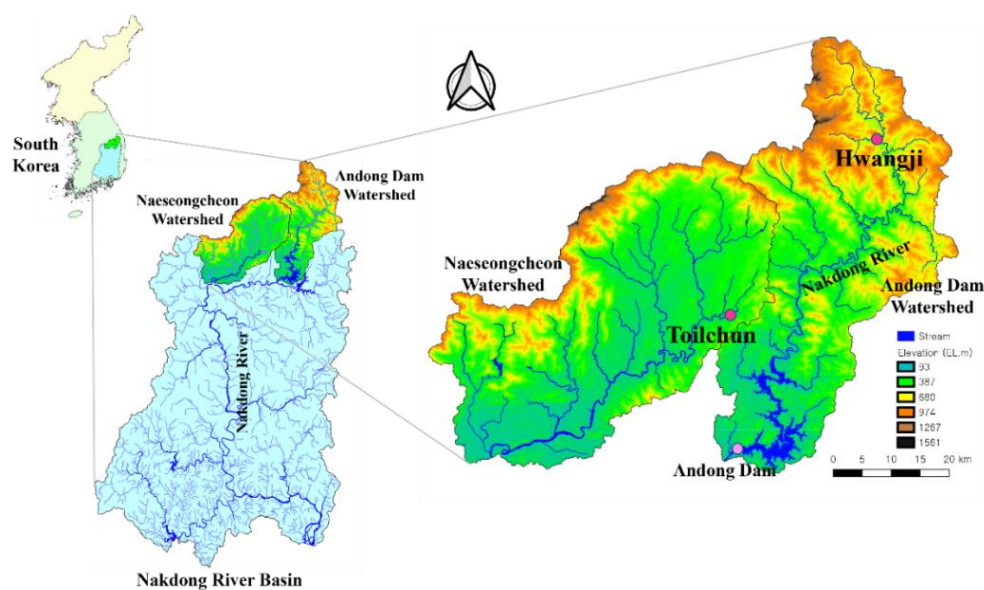 South
Korea
Naeseongcheon
Watershed
Andong Dam
Watershed
Nakdong River
Nakdong River Basin
Hwangji
Nakdong River
Naeseongcheon
Watershed
Andong Dam
Watershed
Toilchun
Andong Dam
Stream
Elevation (EL.m)
93
387
680
974
1267
1561
0 5 10 15 20 km